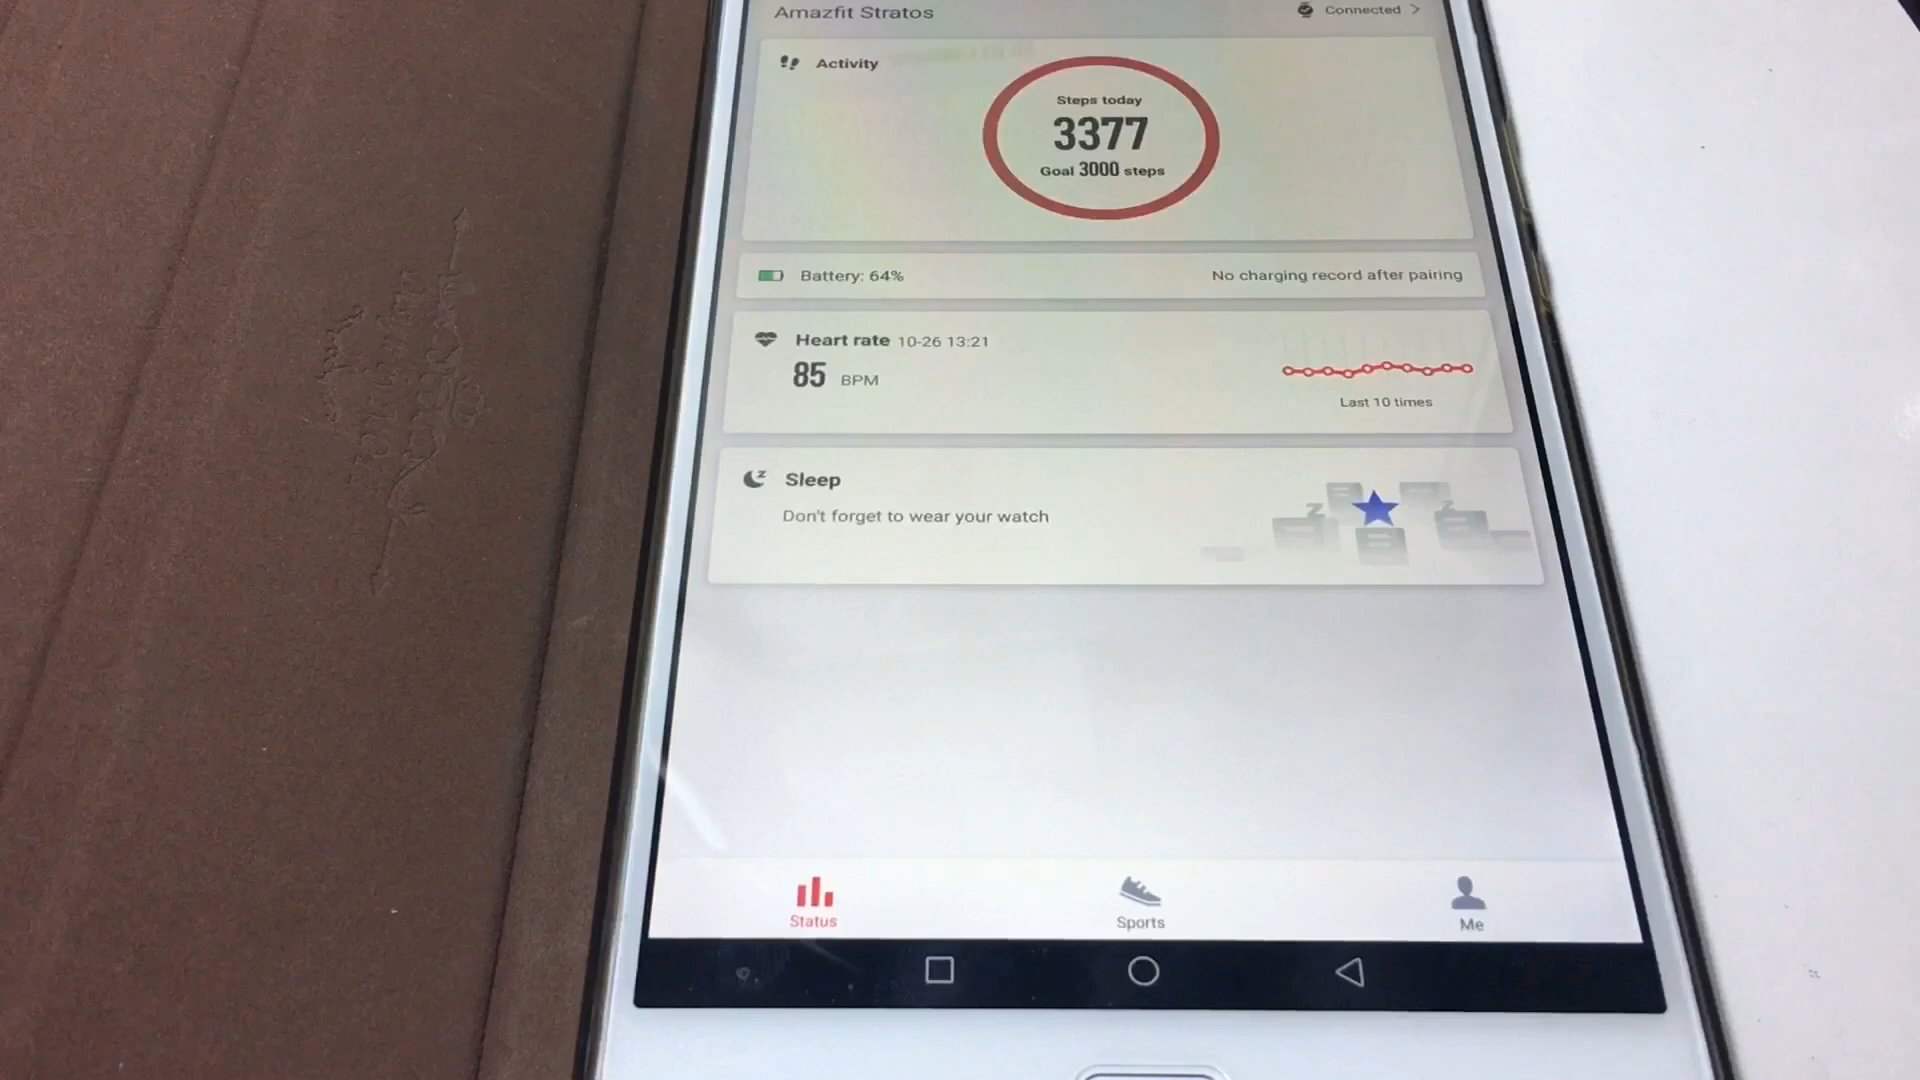 Amazfit Stratos
Connected
Activity
Steps today
3377
Goal 3000 steps
Battery: 64%
No charging record after pairing
Heart rate 10-26 13:21
85 BPM
Last 10 times
Sleep
Don't forget to wear your watch
Status
Sports
Me